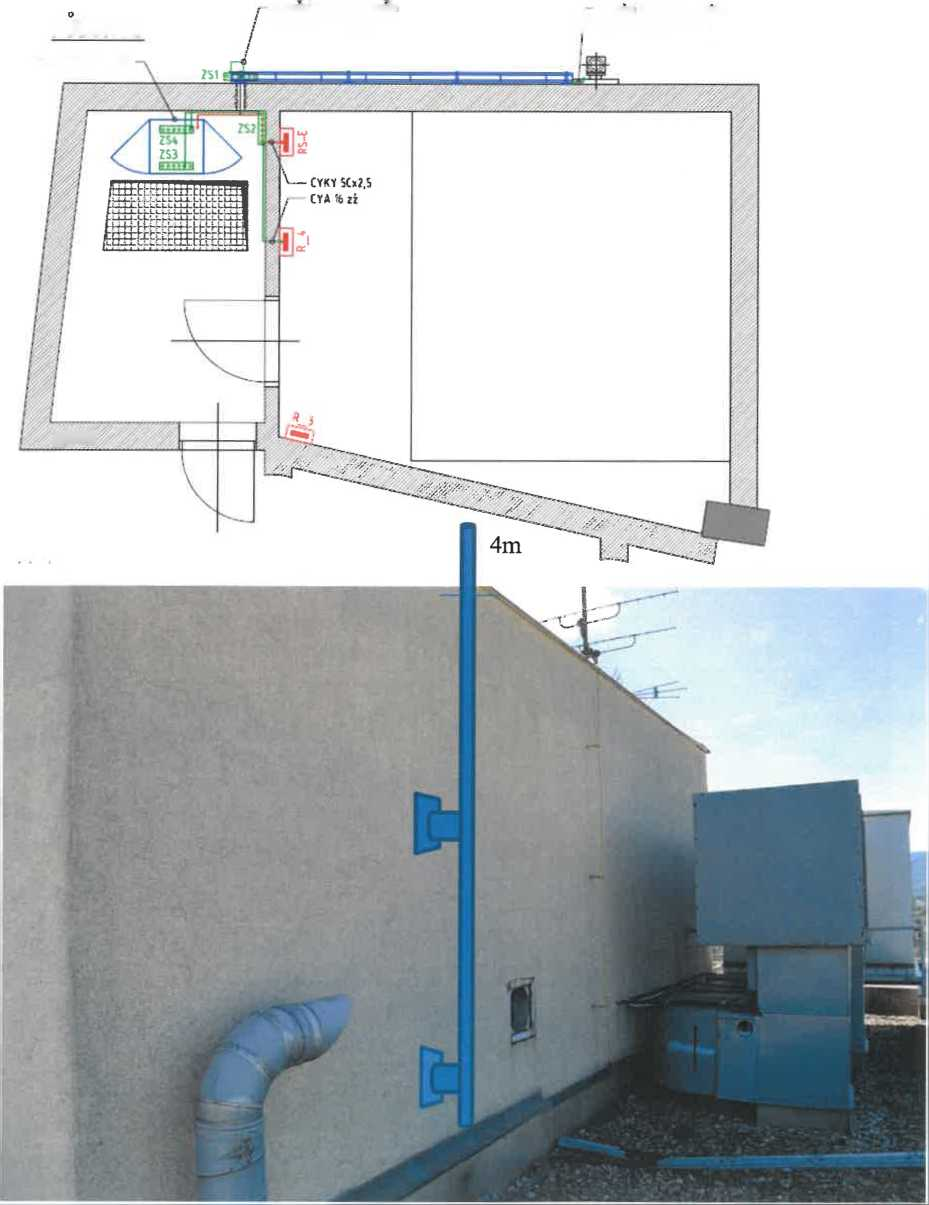 ZS1
ZS2
ZS4
ZS3
RS-E
CYKY 5Cx2,5
CYA 16 zž
R_4
R_3
4m